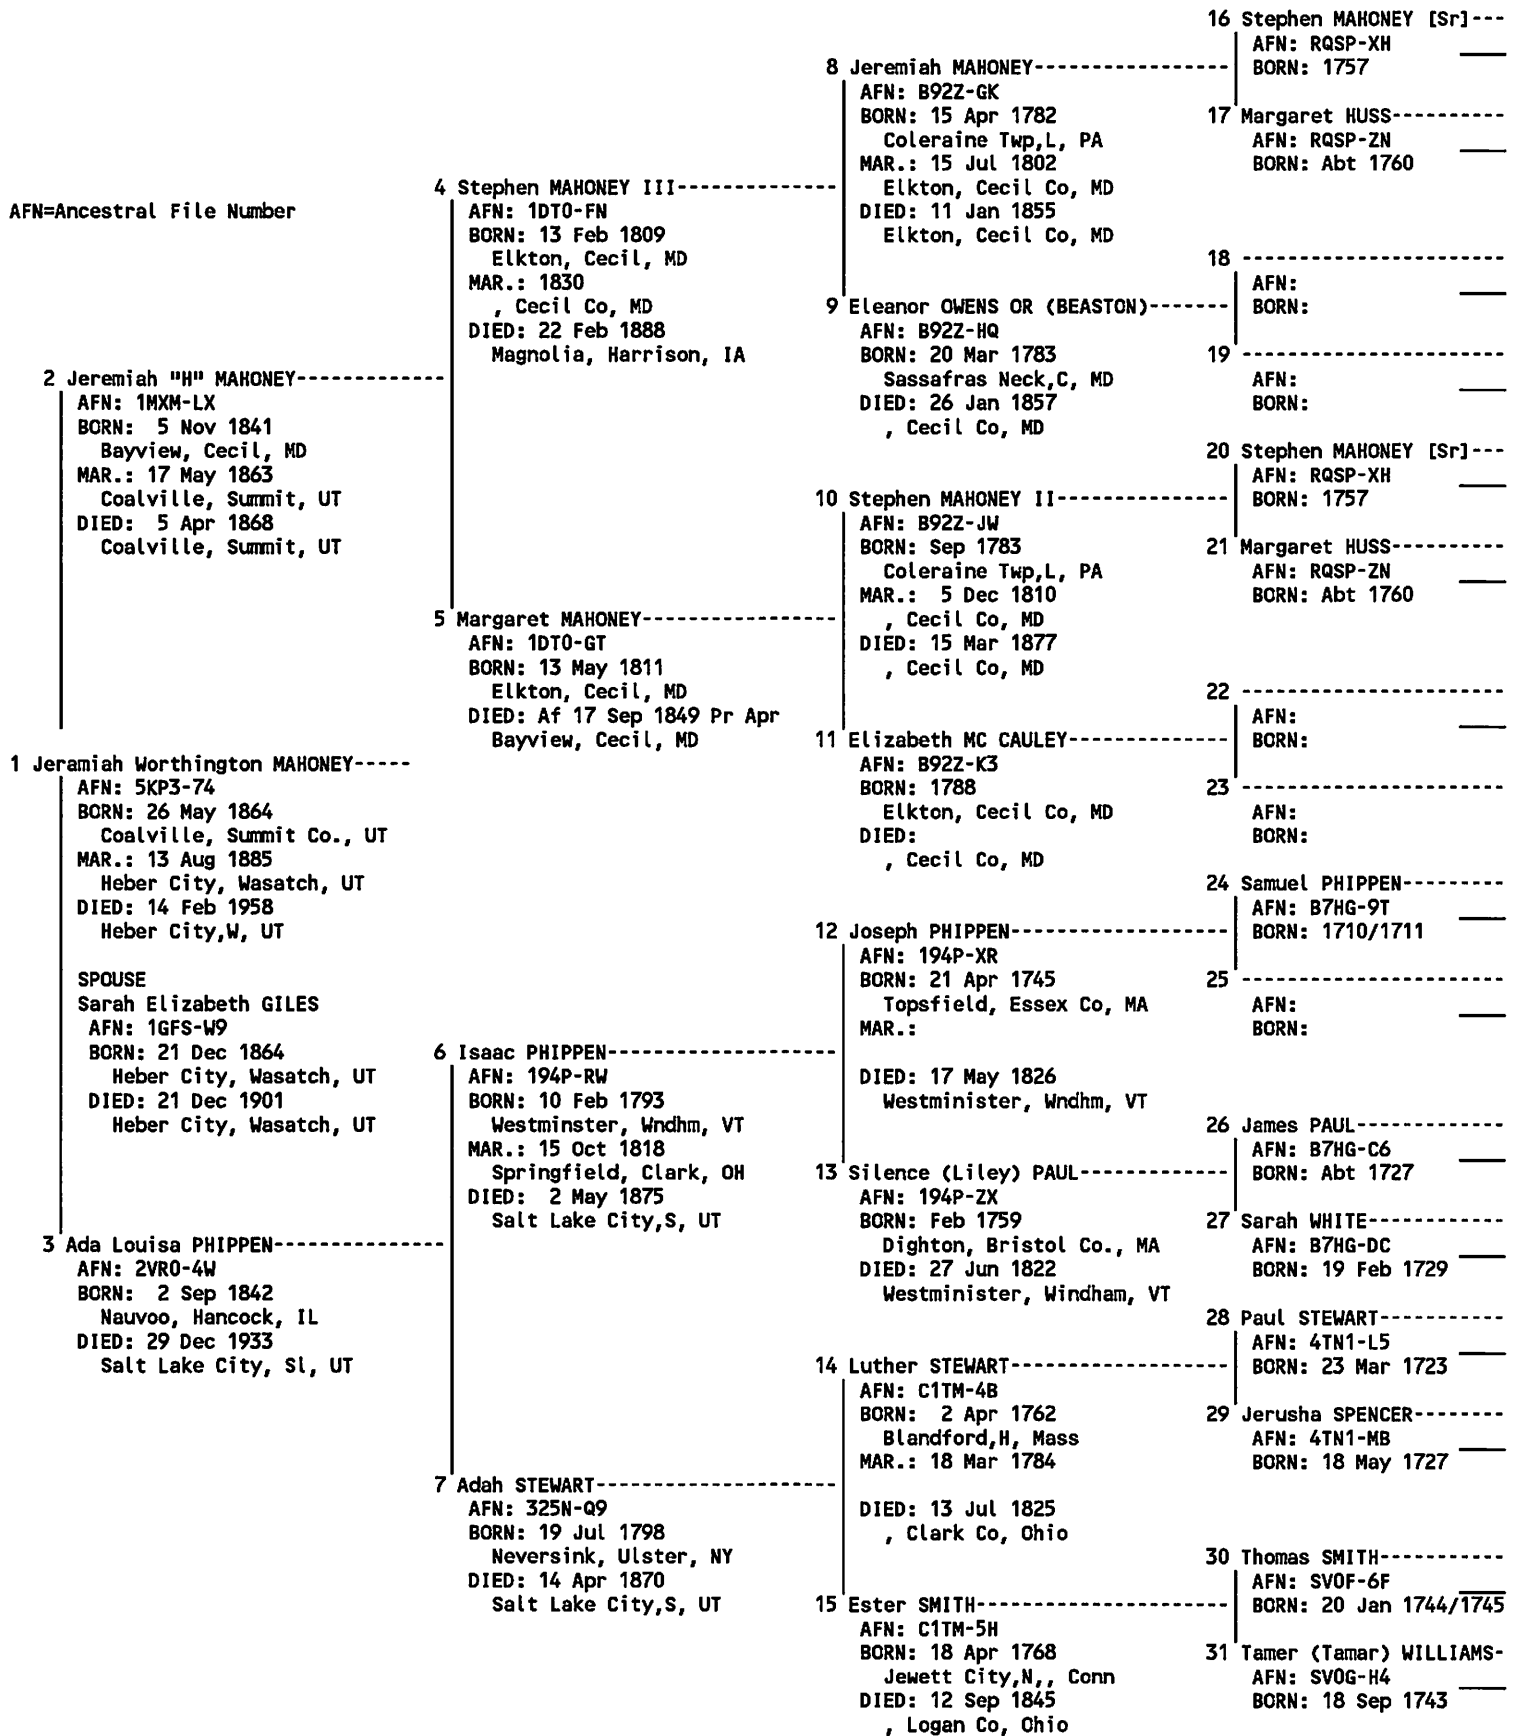 AFN=Ancestral File Number
1 Jeramiah Worthington MAHONEY-----
AFN: 5KP3-74
BORN: 26 May 1864
Coalville, Summit Co., UT
MAR.: 13 Aug 1885
Heber City, Wasatch, UT
DIED: 14 Feb 1958
Heber City,W, UT
SPOUSE
Sarah Elizabeth GILES
AFN: 1GFS-W9
BORN: 21 Dec 1864
Heber City, Wasatch, UT
DIED: 21 Dec 1901
Heber City, Wasatch, UT
2 Jeremiah "H" MAHONEY-------------
AFN: 1MXM-LX
BORN:  5 Nov 1841
Bayview, Cecil, MD
MAR.: 17 May 1863
Coalville, Summit, UT
DIED:  5 Apr 1868
Coalville, Summit, UT
3 Ada Louisa PHIPPEN---------------
AFN: 2VR0-4W
BORN:  2 Sep 1842
Nauvoo, Hancock, IL
DIED: 29 Dec 1933
Salt Lake City, Sl, UT
4 Stephen MAHONEY III--------------
AFN: 1DT0-FN
BORN: 13 Feb 1809
Elkton, Cecil, MD
MAR.: 1830
, Cecil Co, MD
DIED: 22 Feb 1888
Magnolia, Harrison, IA
5 Margaret MAHONEY-----------------
AFN: 1DT0-GT
BORN: 13 May 1811
Elkton, Cecil, MD
DIED: Af 17 Sep 1849 Pr Apr
Bayview, Cecil, MD
6 Isaac PHIPPEN--------------------
AFN: 194P-RW
BORN: 10 Feb 1793
Westminster, Wndhm, VT
MAR.: 15 Oct 1818
Springfield, Clark, OH
DIED:  2 May 1875
Salt Lake City,S, UT
7 Adah STEWART---------------------
AFN: 325N-Q9
BORN: 19 Jul 1798
Neversink, Ulster, NY
DIED: 14 Apr 1870
Salt Lake City,S, UT
8 Jeremiah MAHONEY-----------------
AFN: B92Z-GK
BORN: 15 Apr 1782
Coleraine Twp,L, PA
MAR.: 15 Jul 1802
Elkton, Cecil Co, MD
DIED: 11 Jan 1855
Elkton, Cecil Co, MD
9 Eleanor OWENS OR (BEASTON)-------
AFN: B92Z-HQ
BORN: 20 Mar 1783
Sassafras Neck,C, MD
DIED: 26 Jan 1857
, Cecil Co, MD
10 Stephen MAHONEY II---------------
AFN: B92Z-JW
BORN: Sep 1783
Coleraine Twp,L, PA
MAR.:  5 Dec 1810
, Cecil Co, MD
DIED: 15 Mar 1877
, Cecil Co, MD
11 Elizabeth MC CAULEY--------------
AFN: B92Z-K3
BORN: 1788
Elkton, Cecil Co, MD
DIED:
, Cecil Co, MD
12 Joseph PHIPPEN-------------------
AFN: 194P-XR
BORN: 21 Apr 1745
Topsfield, Essex Co, MA
MAR.:
DIED: 17 May 1826
Westminister, Wndhm, VT
13 Silence (Liley) PAUL-------------
AFN: 194P-ZX
BORN: Feb 1759
Dighton, Bristol Co., MA
DIED: 27 Jun 1822
Westminister, Windham, VT
14 Luther STEWART-------------------
AFN: C1TM-4B
BORN:  2 Apr 1762
Blandford,H, Mass
MAR.: 18 Mar 1784
DIED: 13 Jul 1825
, Clark Co, Ohio
15 Ester SMITH----------------------
AFN: C1TM-5H
BORN: 18 Apr 1768
Jewett City,N,, Conn
DIED: 12 Sep 1845
, Logan Co, Ohio
16 Stephen MAHONEY [Sr]---
AFN: RQSP-XH
BORN: 1757
17 Margaret HUSS----------
AFN: RQSP-ZN
BORN: Abt 1760
18 -----------------------
AFN:
BORN:
19 -----------------------
AFN:
BORN:
20 Stephen MAHONEY [Sr]---
AFN: RQSP-XH
BORN: 1757
21 Margaret HUSS----------
AFN: RQSP-ZN
BORN: Abt 1760
22 -----------------------
AFN:
BORN:
23 -----------------------
AFN:
BORN:
24 Samuel PHIPPEN---------
AFN: B7HG-9T
BORN: 1710/1711
25 -----------------------
AFN:
BORN:
26 James PAUL-------------
AFN: B7HG-C6
BORN: Abt 1727
27 Sarah WHITE------------
AFN: B7HG-DC
BORN: 19 Feb 1729
28 Paul STEWART-----------
AFN: 4TN1-L5
BORN: 23 Mar 1723
29 Jerusha SPENCER--------
AFN: 4TN1-MB
BORN: 18 May 1727
30 Thomas SMITH-----------
AFN: SV0F-6F
BORN: 20 Jan 1744/1745
31 Tamer (Tamar) WILLIAMS-
AFN: SV0G-H4
BORN: 18 Sep 1743